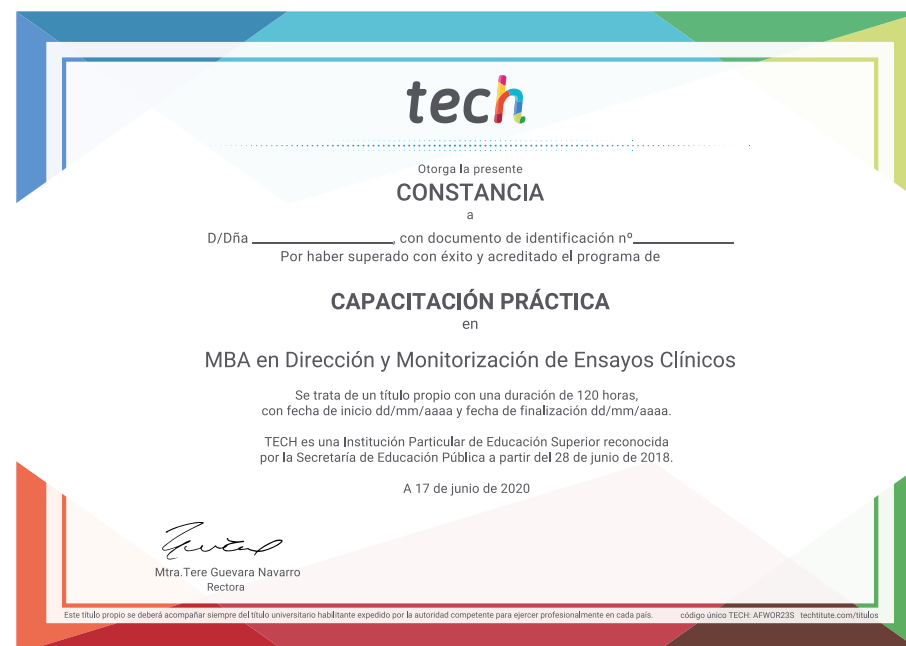 tech
Otorga la presente
CONSTANCIA
a
D/Dña ____________________, con documento de identificación nº______________
Por haber superado con éxito y acreditado el programa de
CAPACITACIÓN PRÁCTICA
en
MBA en Dirección y Monitorización de Ensayos Clínicos
Se trata de un título propio con una duración de 120 horas,
con fecha de inicio dd/mm/aaaa y fecha de finalización dd/mm/aaaa.
TECH es una Institución Particular de Educación Superior reconocida
por la Secretaría de Educación Pública a partir del 28 de junio de 2018.
A 17 de junio de 2020
Mtra.Tere Guevara Navarro
Rectora
Este título propio se deberá acompañar siempre del título universitario habilitante expedido por la autoridad competente para ejercer profesionalmente en cada país. código único TECH: AFWOR23S techtitute.com/titulos